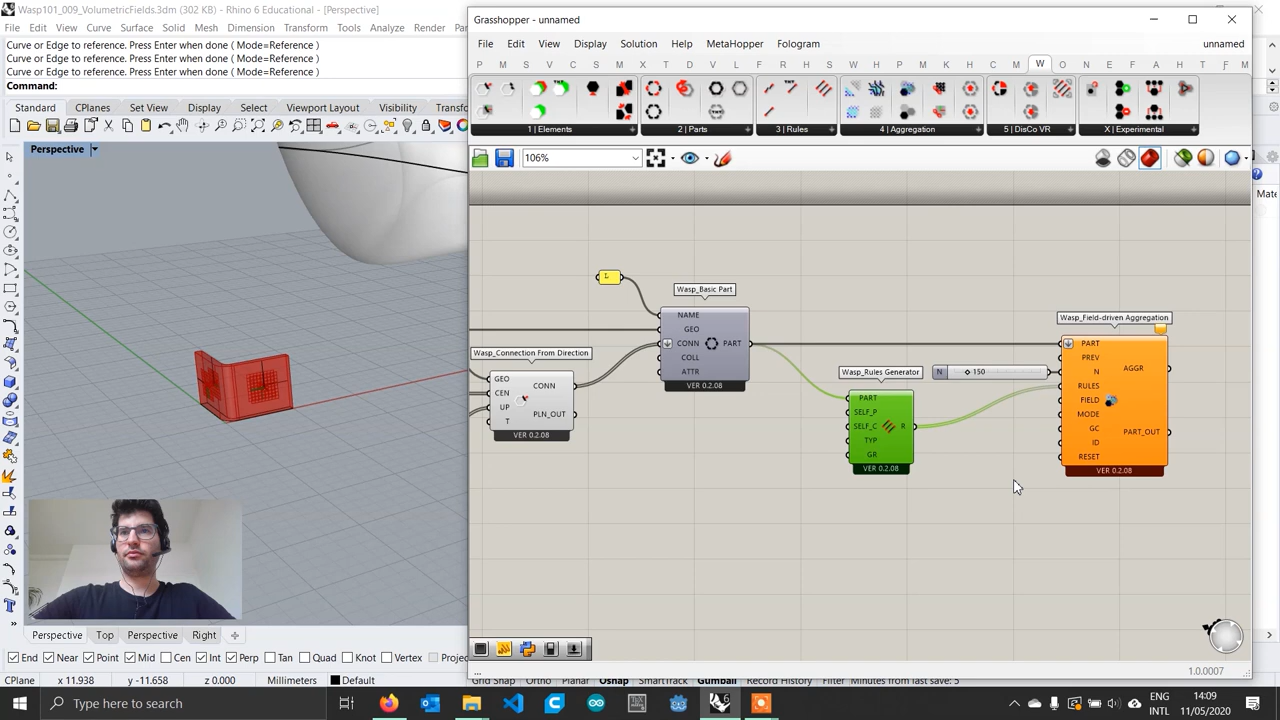 Wasp101_009_VolumetricFields.3dm (302 KB) - Rhino 6 Educational - [Perspective]
File Edit View Curve Surface Mesh Dimension Transform Tools Analyze Render Pa
Curve or Edge to reference. Press Enter when done ( Mode=Reference )
Curve or Edge to reference. Press Enter when done ( Mode=Reference )
Curve or Edge to reference. Press Enter when done ( Mode=Reference )
Command:
Standard CPlanes Set View Display Select Viewport Layout Visibility Transf
Perspective
Grasshopper - unnamed
File Edit View Display Solution Help MetaHopper Fologram unnamed
P M S V C S M X T D V L F R H S W A P M K H W O N E F A T H T U
1 | Elements 2 | Parts 3 | Rules 4 | Aggregation 5 | DisCo VR X | Experimental
106%
Mate
Wasp_Basic Part
NAME
GEO
CONN PART
COLL
ATTR
VER 0.2.08
Wasp_Connection From Direction
GEO
CEN CONN
UP
T PLN_OUT
VER 0.2.08
Wasp_Rules Generator
PART
SELF_P
SELF_C R
TYP
GR
VER 0.2.08
N 150
Wasp_Field-driven Aggregation
PART
PREV
N AGGR
RULES
FIELD
MODE
GC PART_OUT
ID
RESET
VER 0.2.08
1.0.0007
Perspective Top Perspective Right
End Near Point Mid Cen Int Perp Tan Quad Knot Vertex Projec
CPlane x 11.938 y -11.658 z 0.000 Millimeters Default Grid Snap Ortho Planar Osnap SmartTrack Gumball Record History Filter Minutes from last save: 5
Type here to search
ENG
INTL
14:09
11/05/2020